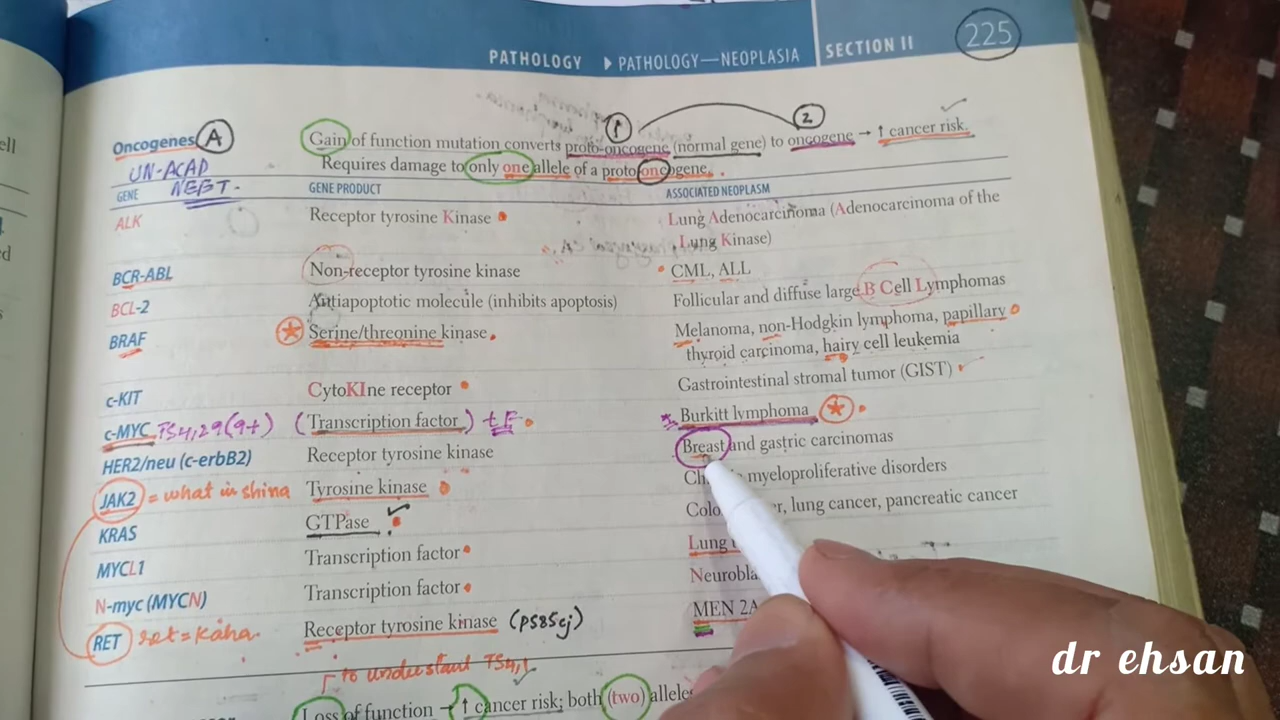 PATHOLOGY ▶ PATHOLOGY—NEOPLASIA SECTION II 225
Oncogenes A
Gain of function mutation converts proto-oncogene (normal gene) to oncogene → ↑ cancer risk.
1 2
Requires damage to only one allele of a proto-oncogene.
UN-ACAD
NEET.
GENE GENE PRODUCT ASSOCIATED NEOPLASM
ALK Receptor tyrosine Kinase Lung Adenocarcinoma (Adenocarcinoma of the
Lung Kinase)
BCR-ABL Non-receptor tyrosine kinase CML, ALL
BCL-2 Antiapoptotic molecule (inhibits apoptosis) Follicular and diffuse large B Cell Lymphomas
BRAF Serine/threonine kinase Melanoma, non-Hodgkin lymphoma, papillary
thyroid carcinoma, hairy cell leukemia
c-KIT CytoKIne receptor Gastrointestinal stromal tumor (GIST)
c-MYC (Transcription factor) tF Burkitt lymphoma
HER2/neu (c-erbB2) Receptor tyrosine kinase Breast and gastric carcinomas
JAK2 = what in shina Tyrosine kinase myeloproliferative disorders
KRAS GTPase lung cancer, pancreatic cancer
MYCL1 Transcription factor Lung
N-myc (MYCN) Transcription factor
RET ret = kaha. Receptor tyrosine kinase MEN 2A
to undustant
Loss of function → ↑ cancer risk; both (two)
dr ehsan